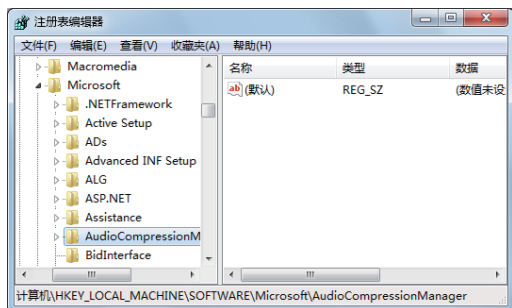 注册表编辑器
文件(F) 编辑(E) 查看(V) 收藏夹(A) 帮助(H)
Macromedia
Microsoft
.NETFramework
Active Setup
ADs
Advanced INF Setup
ALG
ASP.NET
Assistance
AudioCompressionM
BidInterface
名称 类型 数据
ab (默认) REG_SZ (数值未设
计算机\HKEY_LOCAL_MACHINE\SOFTWARE\Microsoft\AudioCompressionManager